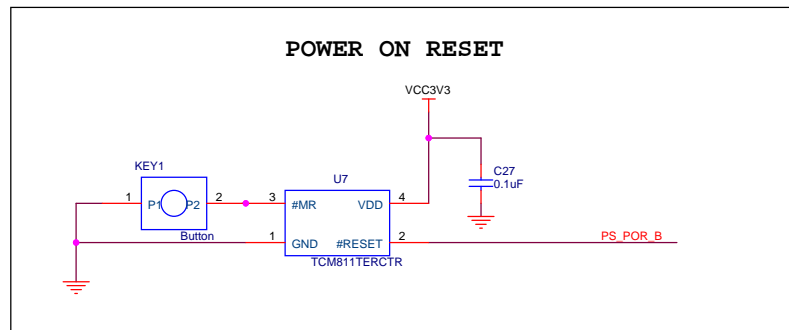 POWER ON RESET
VCC3V3
KEY1
U7
C27
0.1uF
1 P1 P2 2
3 #MR VDD 4
Button
1 GND #RESET 2
PS_POR_B
TCM811TERCTR